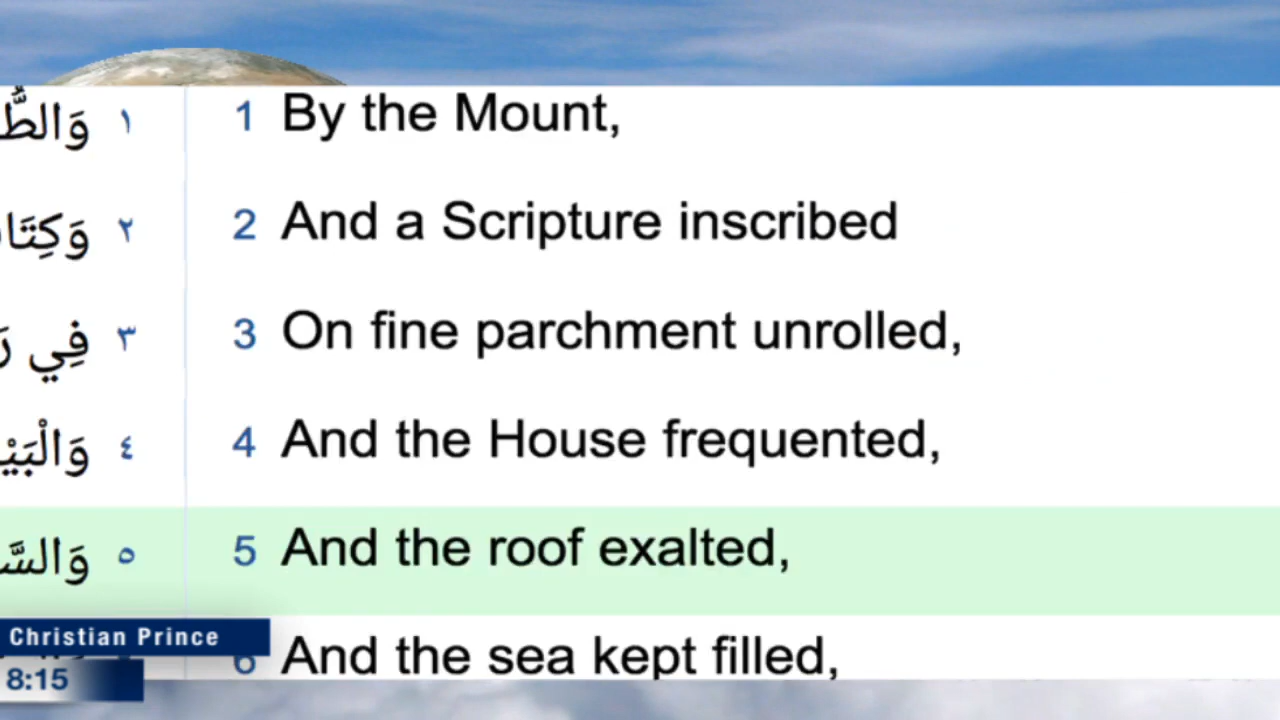 وَالطُّ ١ 1 By the Mount,
وَكِتَا ٢ 2 And a Scripture inscribed
فِي رَ ٣ 3 On fine parchment unrolled,
وَالْبَيْ ٤ 4 And the House frequented,
وَالسَّ ٥ 5 And the roof exalted,
6 And the sea kept filled,
Christian Prince
8:15